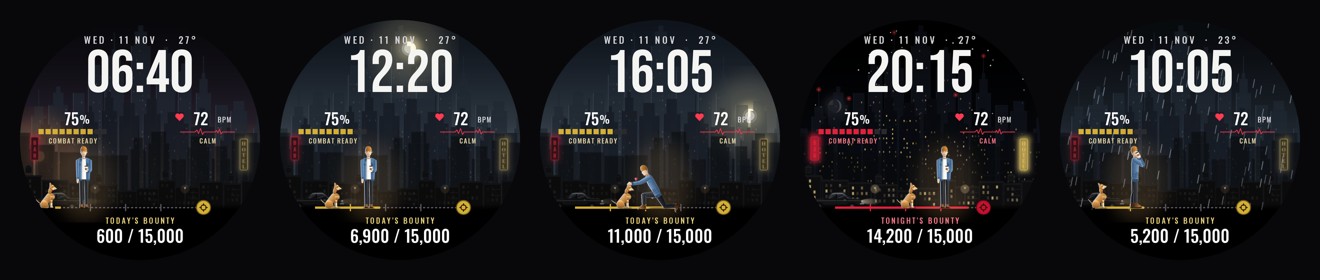 WED · 11 NOV · 27°
06:40
75%
72 BPM
COMBAT READY
CALM
HOTEL
TODAY'S BOUNTY
600 / 15,000
WED · 11 NOV · 27°
12:20
75%
72 BPM
COMBAT READY
CALM
HOTEL
TODAY'S BOUNTY
6,900 / 15,000
WED · 11 NOV · 27°
16:05
75%
72 BPM
COMBAT READY
CALM
HOTEL
TODAY'S BOUNTY
11,000 / 15,000
WED · 11 NOV · 27°
20:15
75%
72 BPM
COMBAT READY
CALM
TONIGHT'S BOUNTY
14,200 / 15,000
WED · 11 NOV · 23°
10:05
75%
72 BPM
COMBAT READY
CALM
HOTEL
TODAY'S BOUNTY
5,200 / 15,000